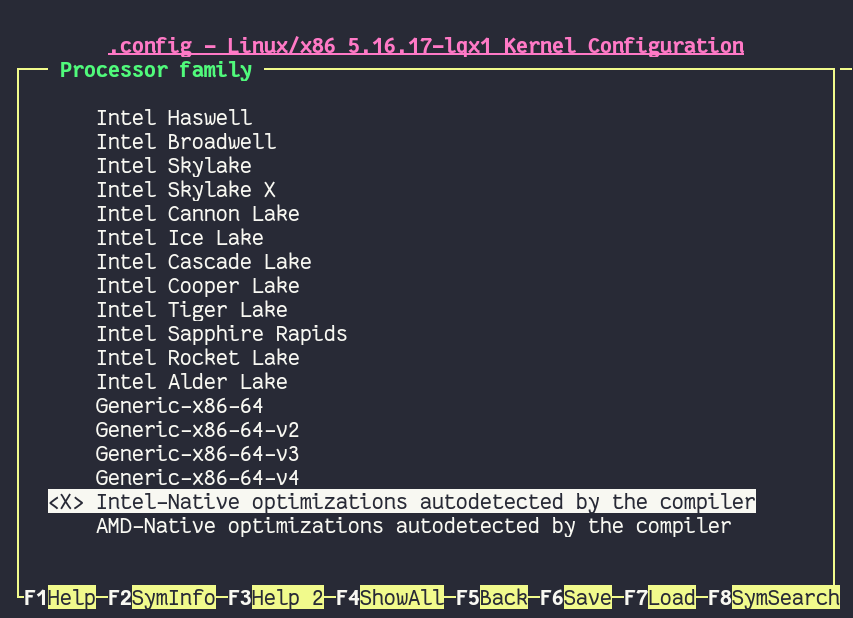 .config - Linux/x86 5.16.17-lqx1 Kernel Configuration
Processor family
Intel Haswell
Intel Broadwell
Intel Skylake
Intel Skylake X
Intel Cannon Lake
Intel Ice Lake
Intel Cascade Lake
Intel Cooper Lake
Intel Tiger Lake
Intel Sapphire Rapids
Intel Rocket Lake
Intel Alder Lake
Generic-x86-64
Generic-x86-64-v2
Generic-x86-64-v3
Generic-x86-64-v4
<X> Intel-Native optimizations autodetected by the compiler
AMD-Native optimizations autodetected by the compiler
F1Help-F2SymInfo-F3Help 2-F4ShowAll-F5Back-F6Save-F7Load-F8SymSearch